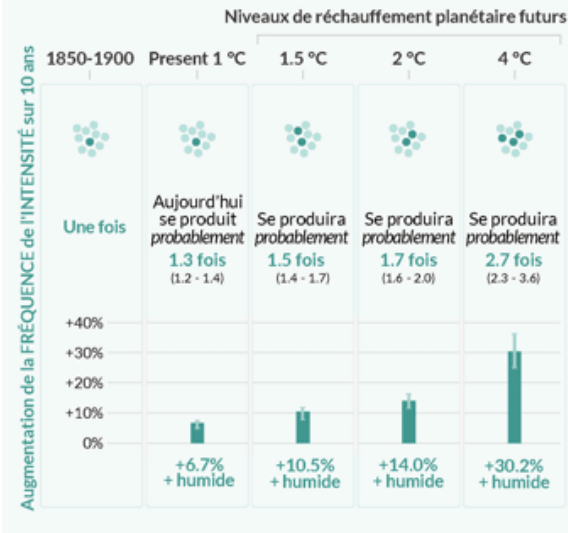 Niveaux de réchauffement planétaire futurs
1850-1900 Present 1 °C 1.5 °C 2 °C 4 °C
Augmentation de la FRÉQUENCE de l'INTENSITÉ sur 10 ans
Une fois
Aujourd'hui
se produit
probablement
1.3 fois
(1.2 - 1.4)
Se produira
probablement
1.5 fois
(1.4 - 1.7)
Se produira
probablement
1.7 fois
(1.6 - 2.0)
Se produira
probablement
2.7 fois
(2.3 - 3.6)
+40%
+30%
+20%
+10%
0%
+6.7%
+ humide
+10.5%
+ humide
+14.0%
+ humide
+30.2%
+ humide